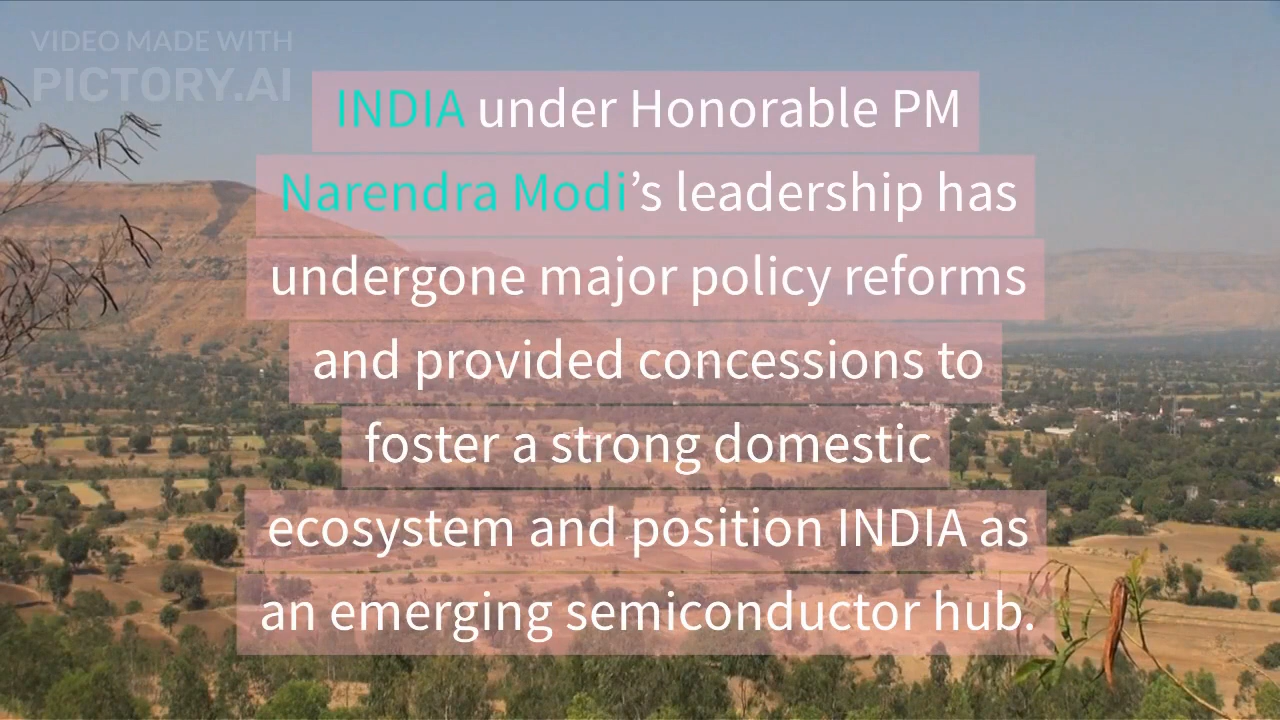 VIDEO MADE WITH
PICTORY.AI
INDIA under Honorable PM
Narendra Modi’s leadership has
undergone major policy reforms
and provided concessions to
foster a strong domestic
ecosystem and position INDIA as
an emerging semiconductor hub.